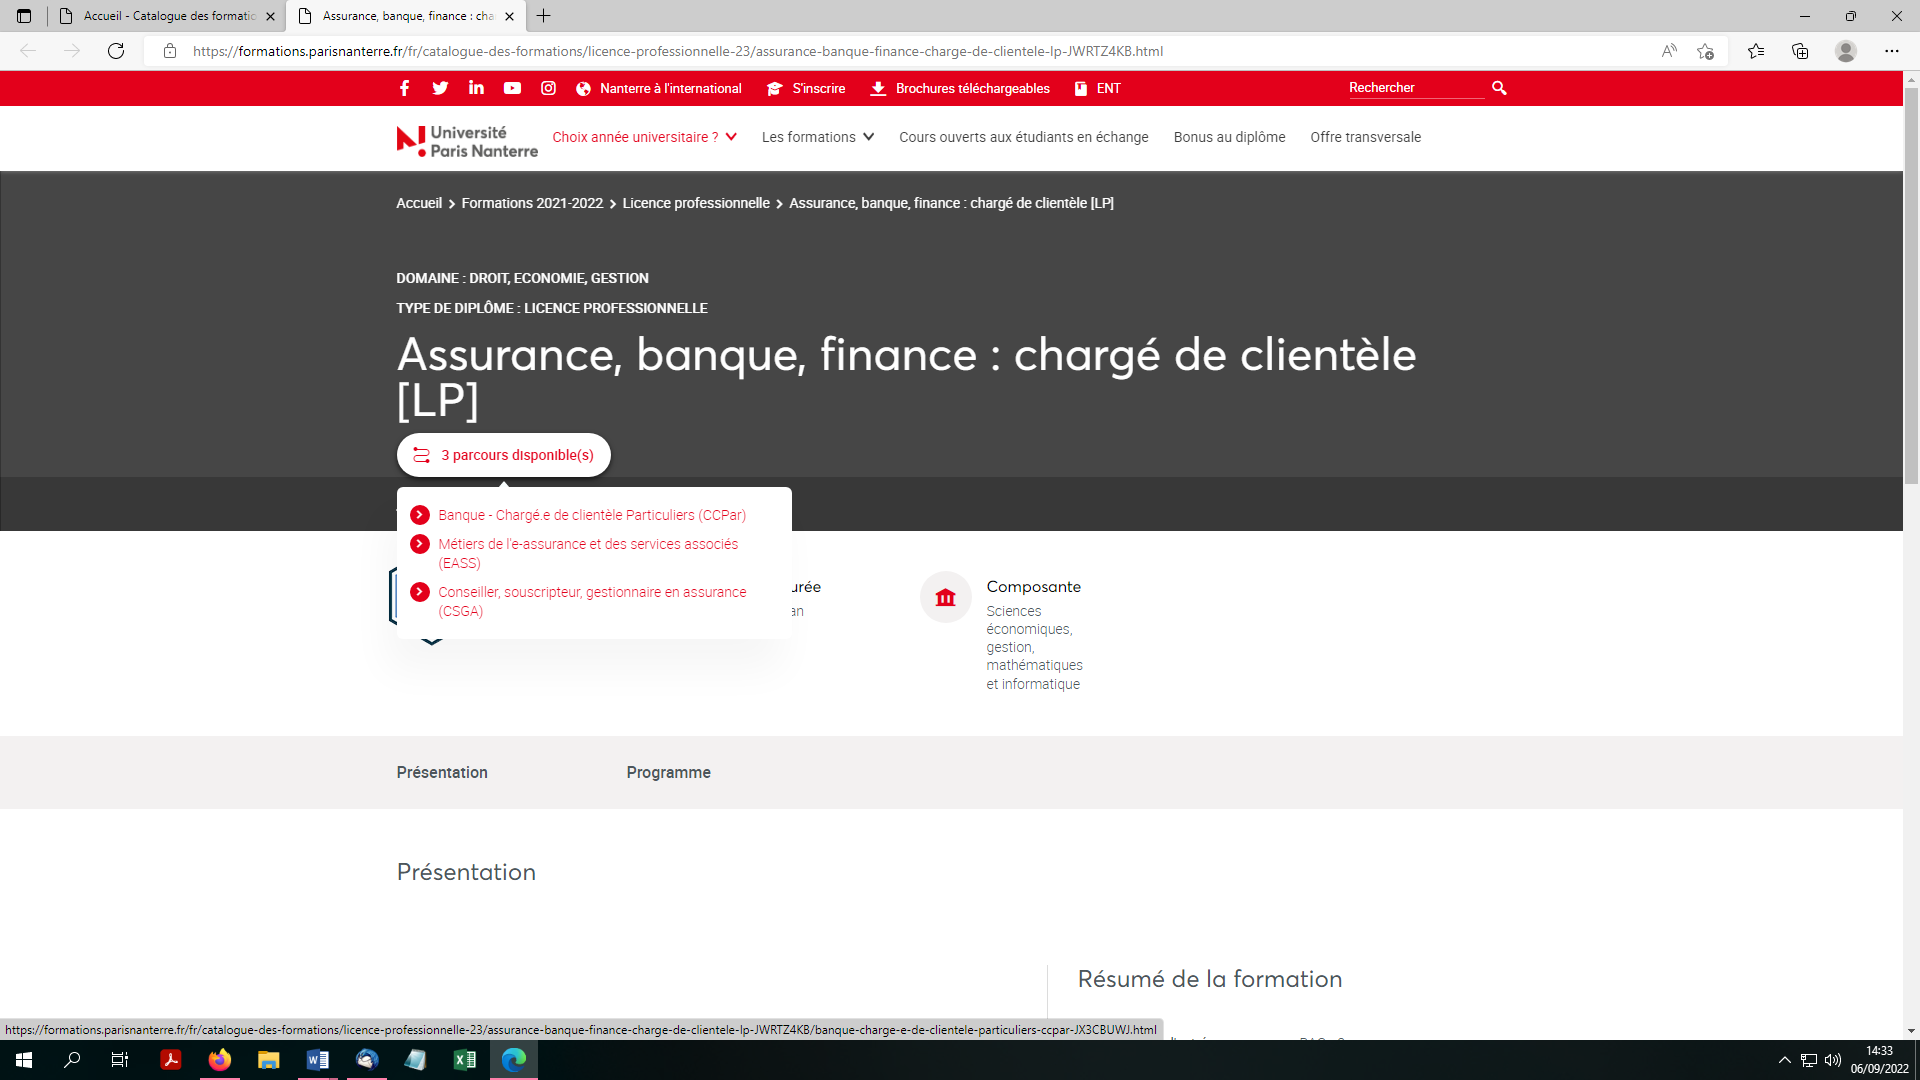 Accueil - Catalogue des formatio
Assurance, banque, finance : cha
https://formations.parisnanterre.fr/fr/catalogue-des-formations/licence-professionnelle-23/assurance-banque-finance-charge-de-clientele-lp-JWRTZ4KB.html
Nanterre à l'international
S'inscrire
Brochures téléchargeables
ENT
Rechercher
Université
Paris Nanterre
Choix année universitaire ?
Les formations
Cours ouverts aux étudiants en échange
Bonus au diplôme
Offre transversale
Accueil > Formations 2021-2022 > Licence professionnelle > Assurance, banque, finance : chargé de clientèle [LP]
DOMAINE : DROIT, ECONOMIE, GESTION
TYPE DE DIPLÔME : LICENCE PROFESSIONNELLE
Assurance, banque, finance : chargé de clientèle
[LP]
3 parcours disponible(s)
Banque - Chargé.e de clientèle Particuliers (CCPar)
Métiers de l'e-assurance et des services associés
(EASS)
Conseiller, souscripteur, gestionnaire en assurance
(CSGA)
urée
an
Composante
Sciences
économiques,
gestion,
mathématiques
et informatique
Présentation
Programme
Présentation
Résumé de la formation
https://formations.parisnanterre.fr/fr/catalogue-des-formations/licence-professionnelle-23/assurance-banque-finance-charge-de-clientele-lp-JWRTZ4KB/banque-charge-e-de-clientele-particuliers-ccpar-JX3CBUWJ.html
14:33
06/09/2022